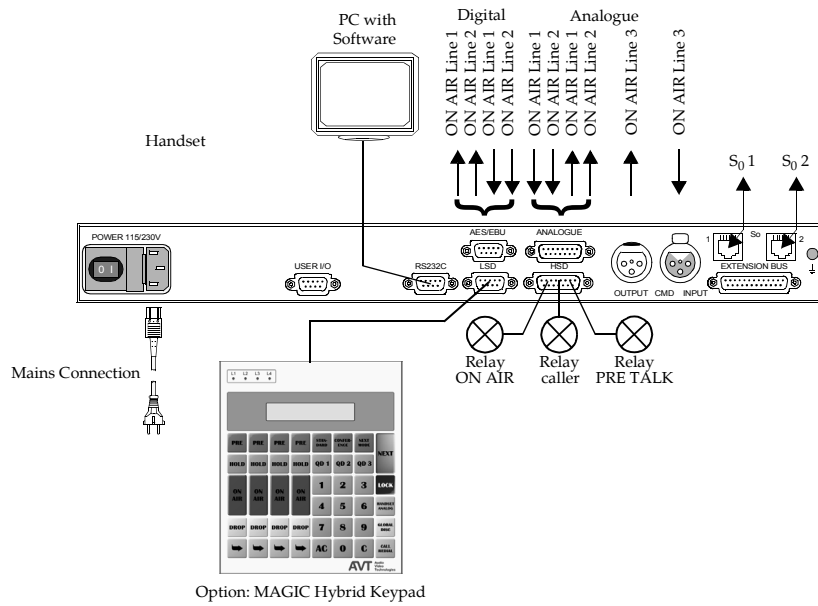 PC with
Software
Digital
Analogue
ON AIR Line 1
ON AIR Line 2
ON AIR Line 1
ON AIR Line 2
ON AIR Line 1
ON AIR Line 2
ON AIR Line 1
ON AIR Line 2
ON AIR Line 3
ON AIR Line 3
Handset
S0 1
S0 2
POWER 115/230V
0 I
USER I/O
RS232C
AES/EBU
LSD
ANALOGUE
HSD
OUTPUT CMD INPUT
1 So 2
EXTENSION BUS
Mains Connection
Relay
ON AIR
Relay
caller
Relay
PRE TALK
L1 L2 L3 L4
PRE PRE PRE PRE
NEXT
HOLD HOLD HOLD HOLD QD 1 QD 2 QD 3
ON AIR ON AIR ON AIR ON AIR
1 2 3 LOCK
4 5 6
DROP DROP DROP DROP 7 8 9 GLOBAL DISC
AC 0 C
AVT Audio Video Technologies
Option: MAGIC Hybrid Keypad